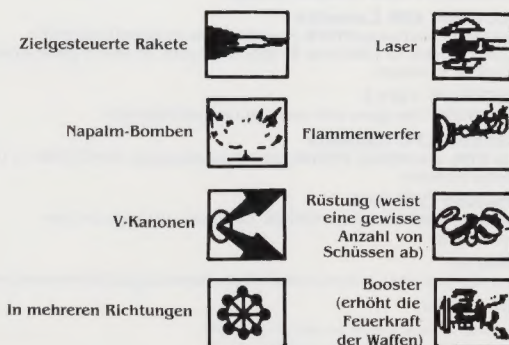 Zielgesteuerte Rakete
Laser
Napalm-Bomben
Flammenwerfer
V-Kanonen
Rüstung (weist
eine gewisse
Anzahl von
Schüssen ab)
In mehreren Richtungen
Booster
(erhöht die
Feuerkraft
der Waffen)